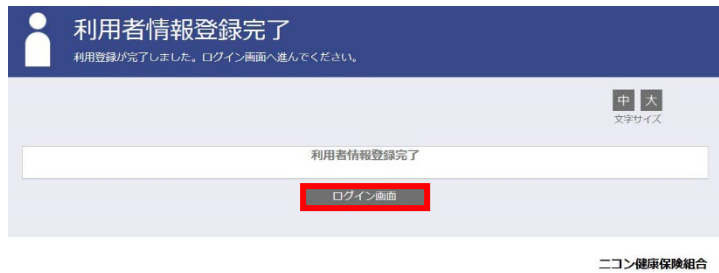 利用者情報登録完了
利用登録が完了しました。ログイン画面へ進んでください。
中 大
文字サイズ
利用者情報登録完了
ログイン画面
ニコン健康保険組合